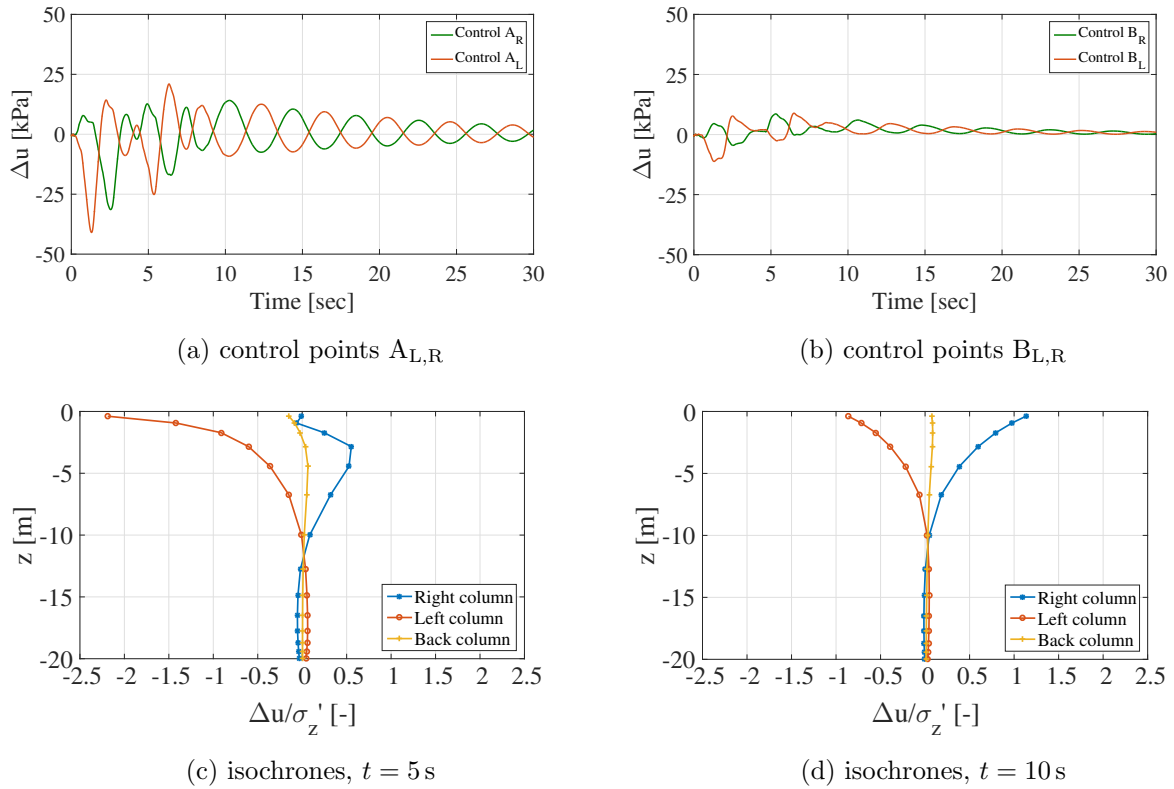 50
25
0
-25
-50
Δu [kPa]
0 5 10 15 20 25 30
Time [sec]
Control A_R
Control A_L
(a) control points A_L,R
50
25
0
-25
-50
Δu [kPa]
0 5 10 15 20 25 30
Time [sec]
Control B_R
Control B_L
(b) control points B_L,R
0
-5
-10
-15
-20
z [m]
-2.5 -2 -1.5 -1 -0.5 0 0.5 1 1.5 2 2.5
Δu/σ_z' [-]
Right column
Left column
Back column
(c) isochrones, t = 5 s
0
-5
-10
-15
-20
z [m]
-2.5 -2 -1.5 -1 -0.5 0 0.5 1 1.5 2 2.5
Δu/σ_z' [-]
Right column
Left column
Back column
(d) isochrones, t = 10 s